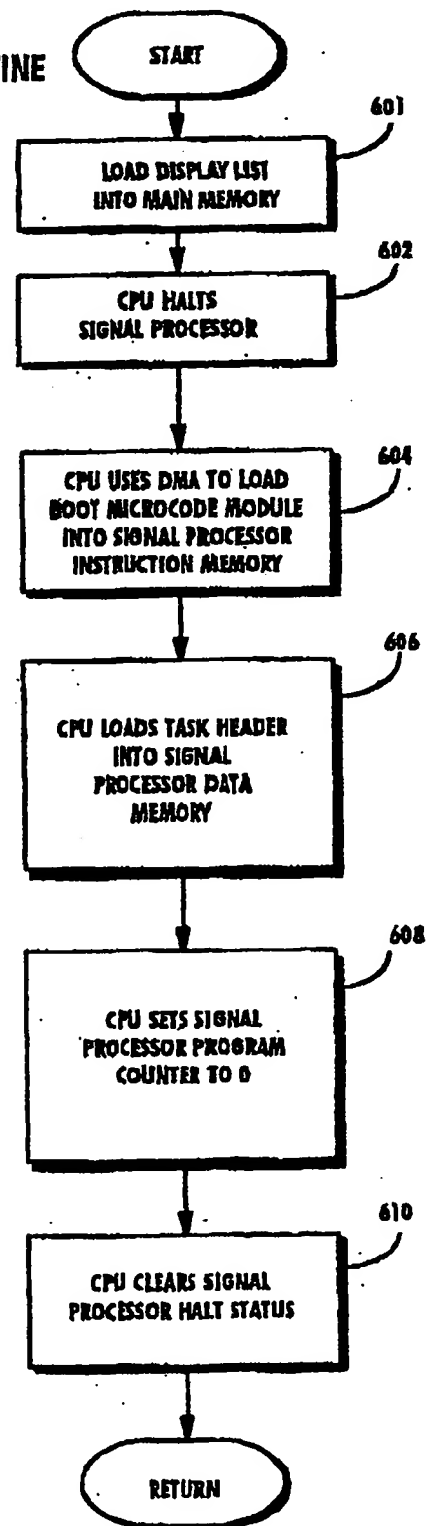 TINE
START
601
LOAD DISPLAY LIST
INTO MAIN MEMORY
602
CPU HALTS
SIGNAL PROCESSOR
604
CPU USES DMA TO LOAD
BOOT MICROCODE MODULE
INTO SIGNAL PROCESSOR
INSTRUCTION MEMORY
606
CPU LOADS TASK HEADER
INTO SIGNAL
PROCESSOR DATA
MEMORY
608
CPU SETS SIGNAL
PROCESSOR PROGRAM
COUNTER TO 0
610
CPU CLEARS SIGNAL
PROCESSOR HALT STATUS
RETURN